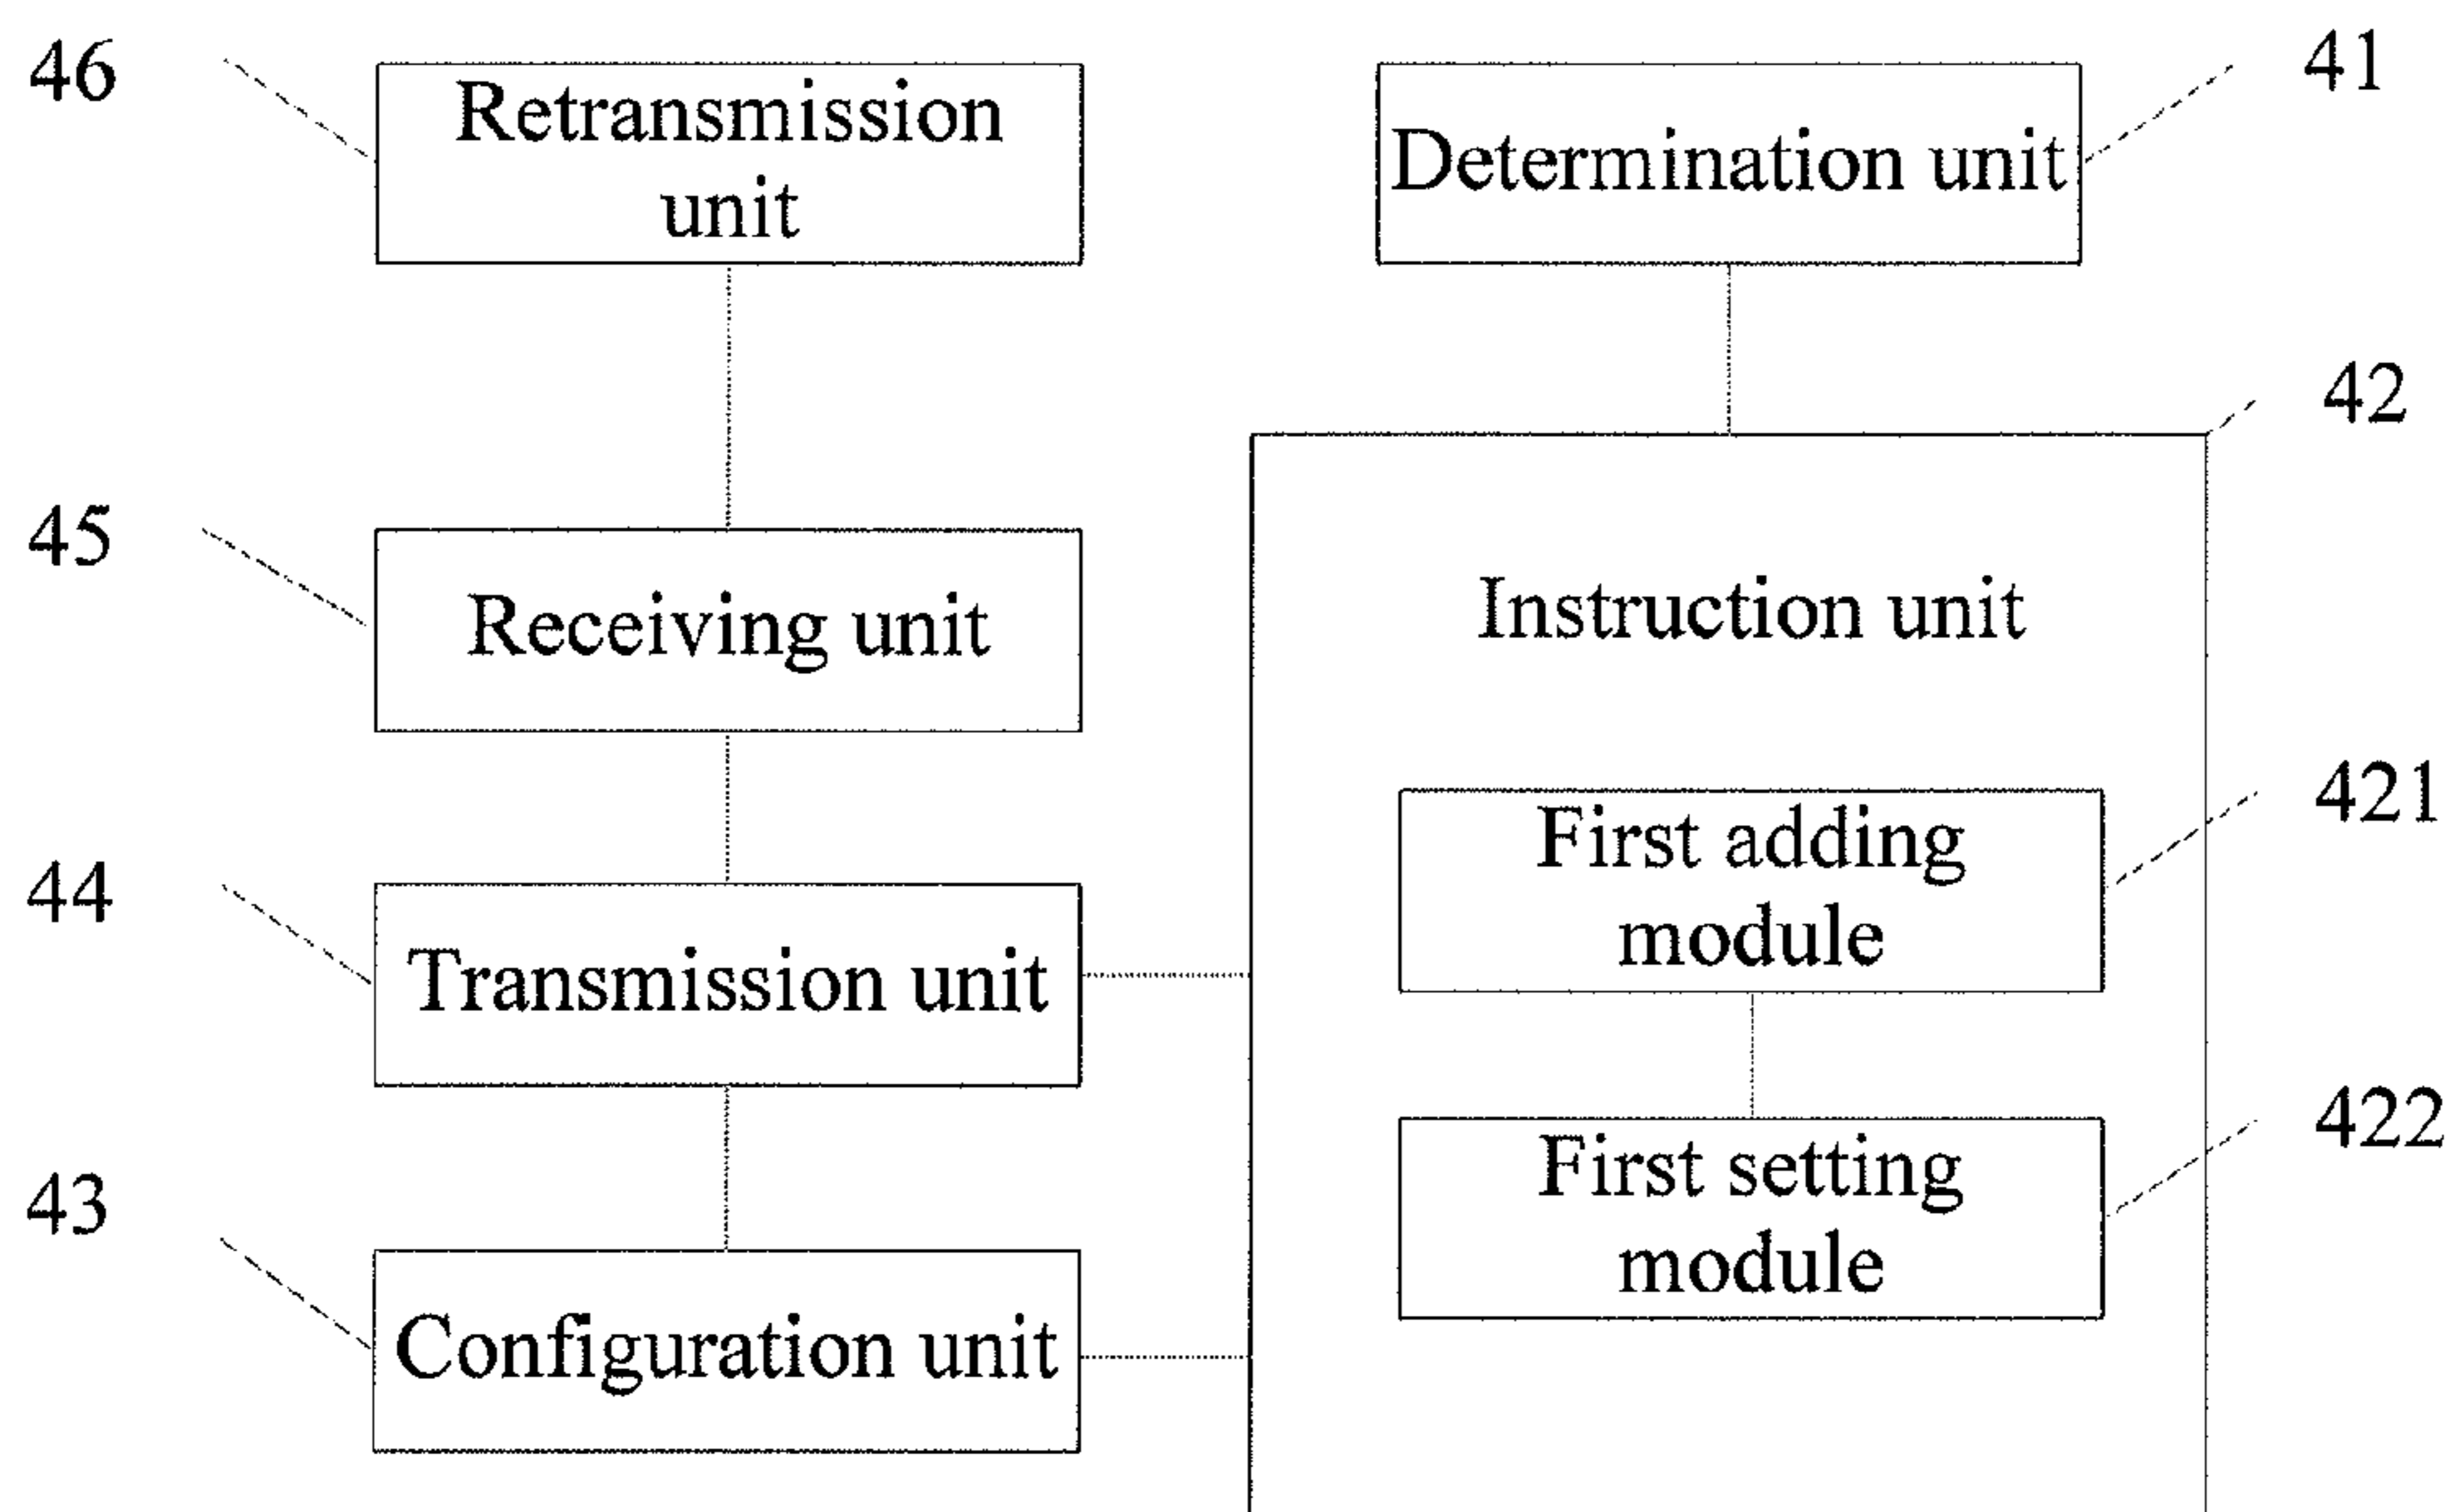 46
Retransmission
unit
41
Determination unit
42
45
Receiving unit
Instruction unit
421
First adding
module
44
Transmission unit
422
First setting
module
43
Configuration unit